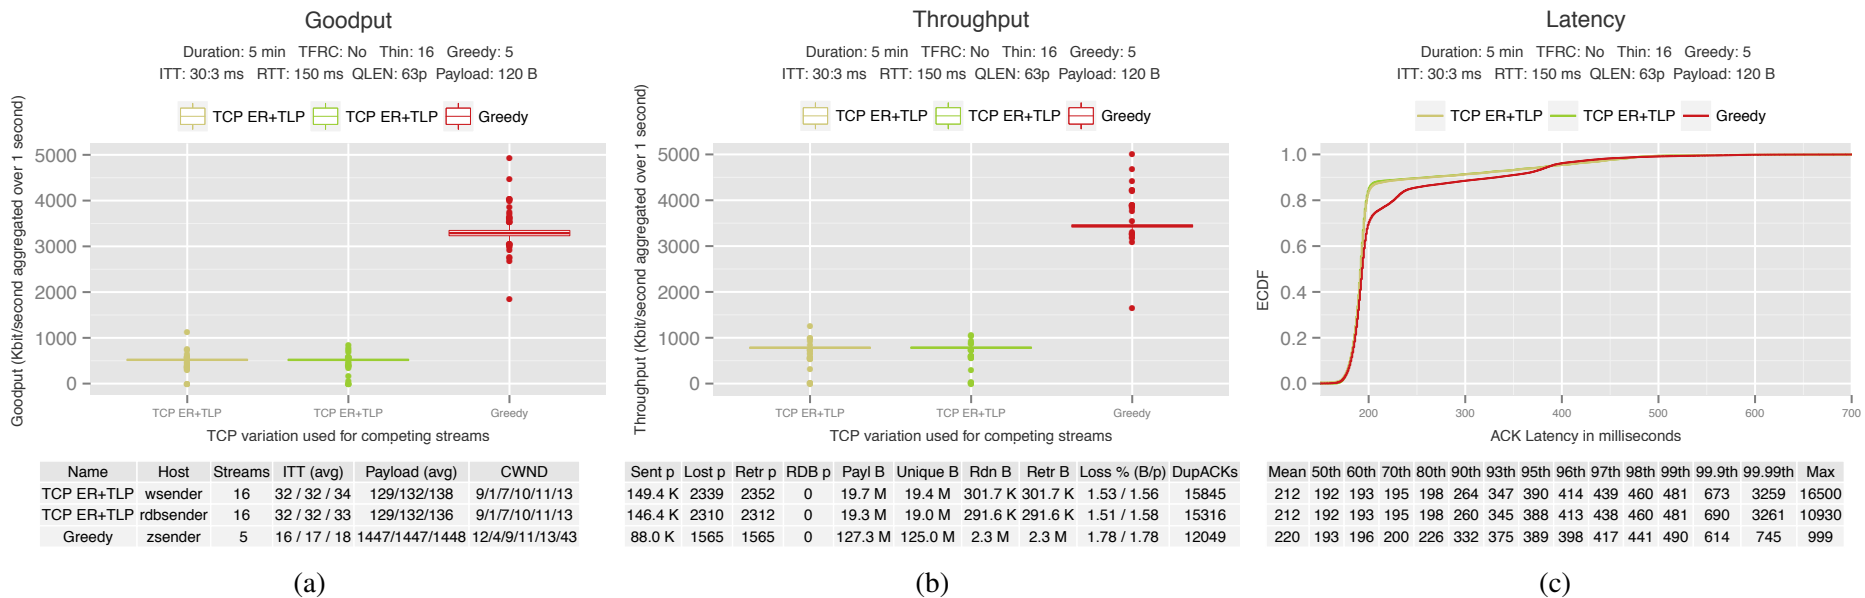 Goodput
Duration: 5 min TFRC: No Thin: 16 Greedy: 5
ITT: 30:3 ms RTT: 150 ms QLEN: 63p Payload: 120 B
TCP ER+TLP TCP ER+TLP Greedy
Goodput (Kbit/second aggregated over 1 second)
5000
4000
3000
2000
1000
0
TCP ER+TLP TCP ER+TLP Greedy
TCP variation used for competing streams
Name Host Streams ITT (avg) Payload (avg) CWND
TCP ER+TLP wsender 16 32 / 32 / 34 129/132/138 9/1/7/10/11/13
TCP ER+TLP rdbsender 16 32 / 32 / 33 129/132/136 9/1/7/10/11/13
Greedy zsender 5 16 / 17 / 18 1447/1447/1448 12/4/9/11/13/43
(a)
Throughput
Duration: 5 min TFRC: No Thin: 16 Greedy: 5
ITT: 30:3 ms RTT: 150 ms QLEN: 63p Payload: 120 B
TCP ER+TLP TCP ER+TLP Greedy
Throughput (Kbit/second aggregated over 1 second)
5000
4000
3000
2000
1000
0
TCP ER+TLP TCP ER+TLP Greedy
TCP variation used for competing streams
Sent p Lost p Retr p RDB p Payl B Unique B Rdn B Retr B Loss % (B/p) DupACKs
149.4 K 2339 2352 0 19.7 M 19.4 M 301.7 K 301.7 K 1.53 / 1.56 15845
146.4 K 2310 2312 0 19.3 M 19.0 M 291.6 K 291.6 K 1.51 / 1.58 15316
88.0 K 1565 1565 0 127.3 M 125.0 M 2.3 M 2.3 M 1.78 / 1.78 12049
(b)
Latency
Duration: 5 min TFRC: No Thin: 16 Greedy: 5
ITT: 30:3 ms RTT: 150 ms QLEN: 63p Payload: 120 B
TCP ER+TLP TCP ER+TLP Greedy
ECDF
1.0
0.8
0.6
0.4
0.2
0.0
200 300 400 500 600 700
ACK Latency in milliseconds
Mean 50th 60th 70th 80th 90th 93th 95th 96th 97th 98th 99th 99.9th 99.99th Max
212 192 193 195 198 264 347 390 414 439 460 481 673 3259 16500
212 192 193 195 198 260 345 388 413 438 460 481 690 3261 10930
220 193 196 200 226 332 375 389 398 417 441 490 614 745 999
(c)